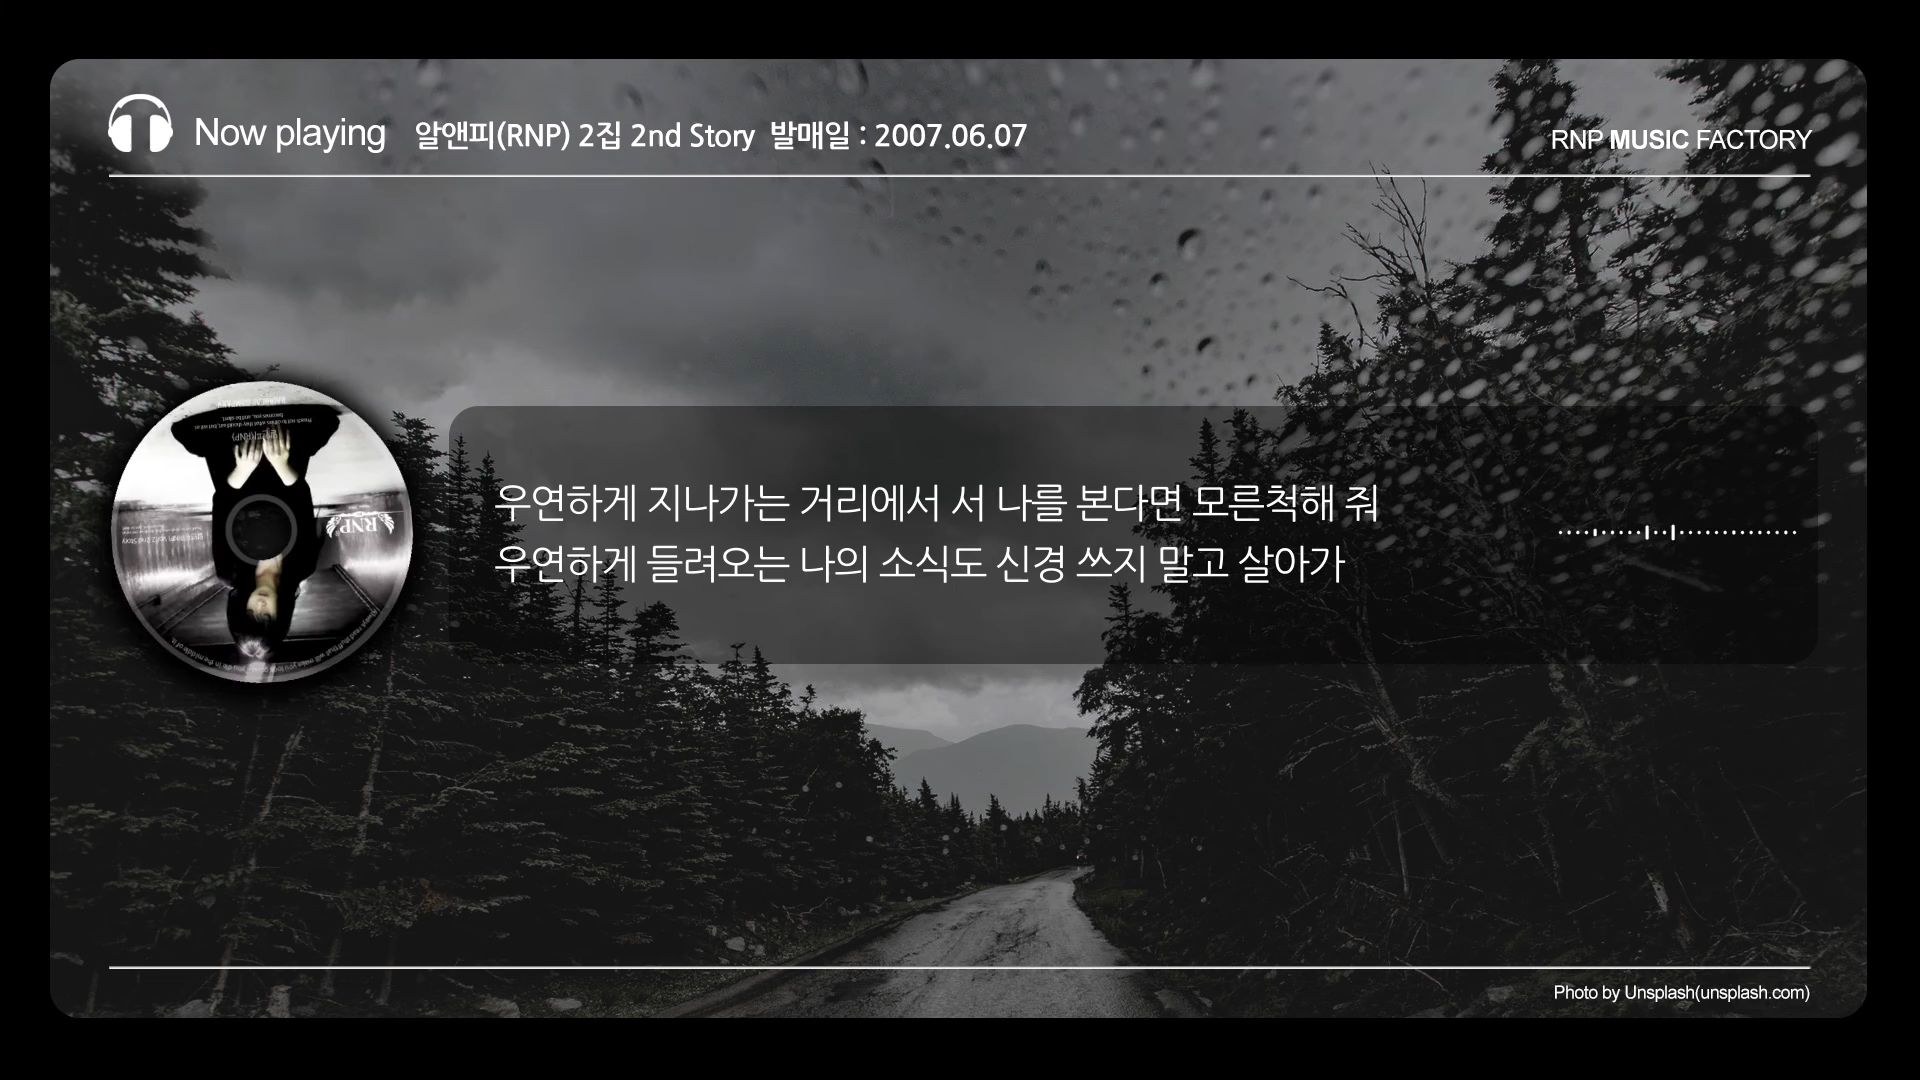 Now playing 알앤피(RNP) 2집 2nd Story 발매일 : 2007.06.07
RNP MUSIC FACTORY
우연하게 지나가는 거리에서 서 나를 본다면 모른척해 줘
우연하게 들려오는 나의 소식도 신경 쓰지 말고 살아가
RNP
Photo by Unsplash(unsplash.com)